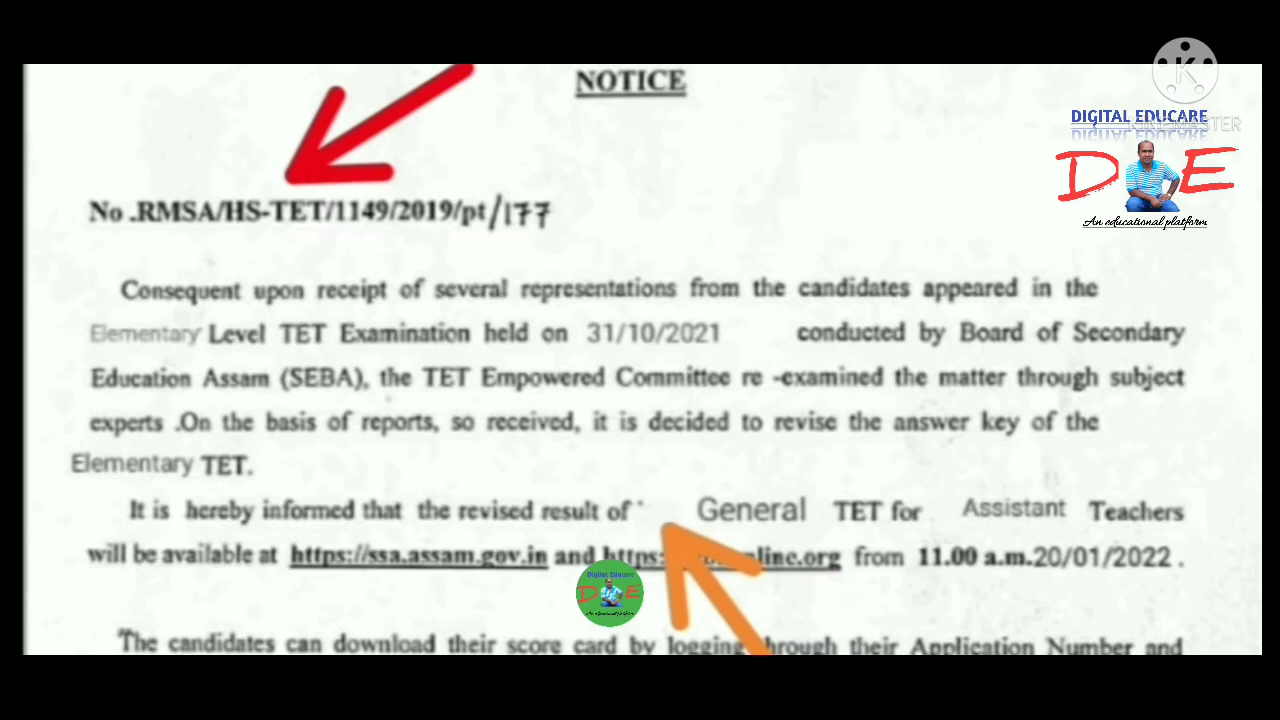 NOTICE
K
DIGITAL EDUCARE
KINEMASTER
D E
An educational platform
No .RMSA/HS-TET/1149/2019/pt/177
Consequent upon receipt of several representations from the candidates appeared in the
Elementary Level TET Examination held on 31/10/2021 conducted by Board of Secondary
Education Assam (SEBA), the TET Empowered Committee re -examined the matter through subject
experts .On the basis of reports, so received, it is decided to revise the answer key of the
Elementary TET.
It is hereby informed that the revised result of General TET for Assistant Teachers
will be available at https://ssa.assam.gov.in and from 11.00 a.m.20/01/2022 .
Digital Educare
D E
The candidates can download their score card by logging through their Application Number and